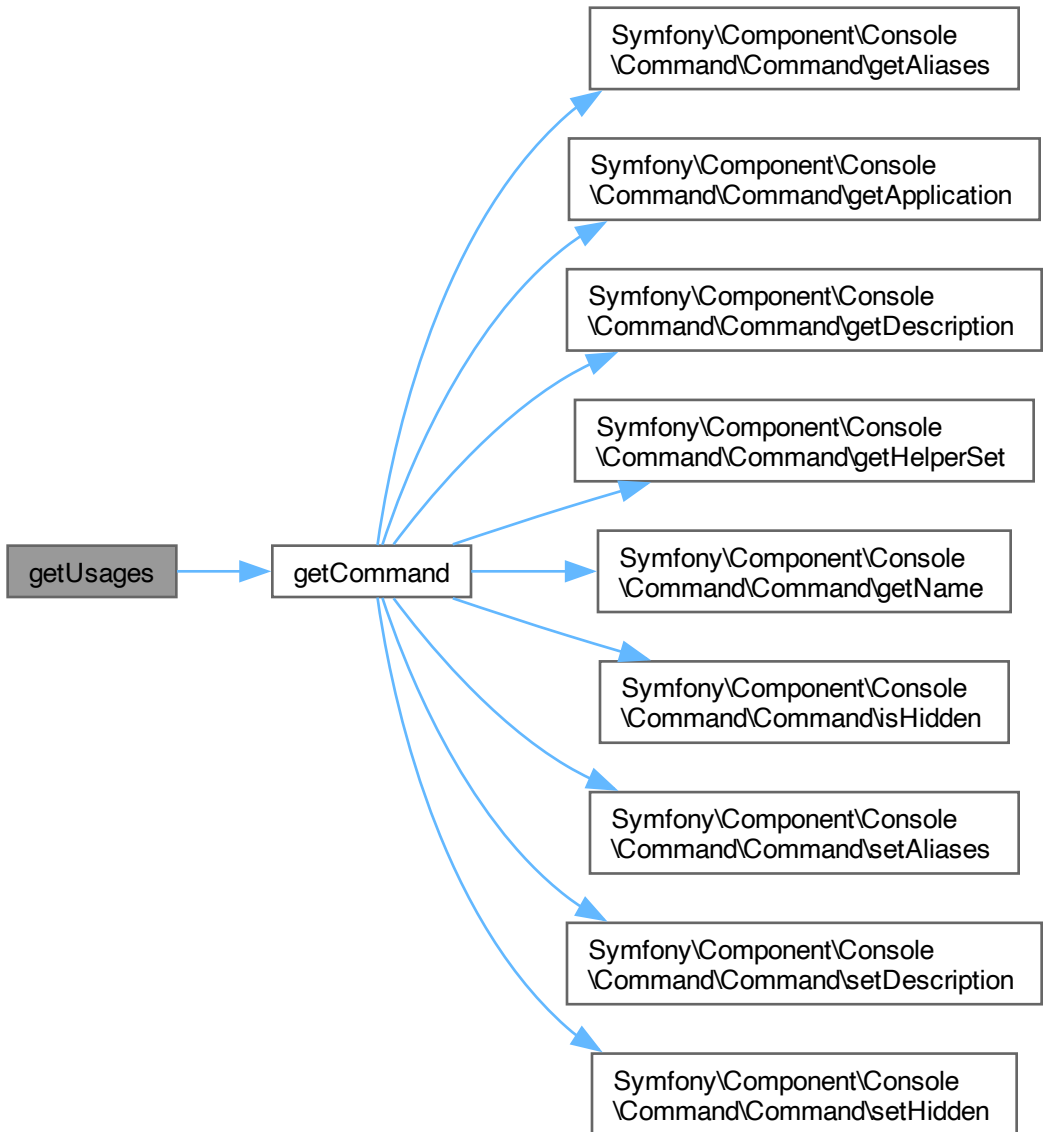 Symfony\Component\Console
\Command\Command\getAliases
Symfony\Component\Console
\Command\Command\getApplication
Symfony\Component\Console
\Command\Command\getDescription
Symfony\Component\Console
\Command\Command\getHelperSet
getUsages
getCommand
Symfony\Component\Console
\Command\Command\getName
Symfony\Component\Console
\Command\Command\isHidden
Symfony\Component\Console
\Command\Command\setAliases
Symfony\Component\Console
\Command\Command\setDescription
Symfony\Component\Console
\Command\Command\setHidden